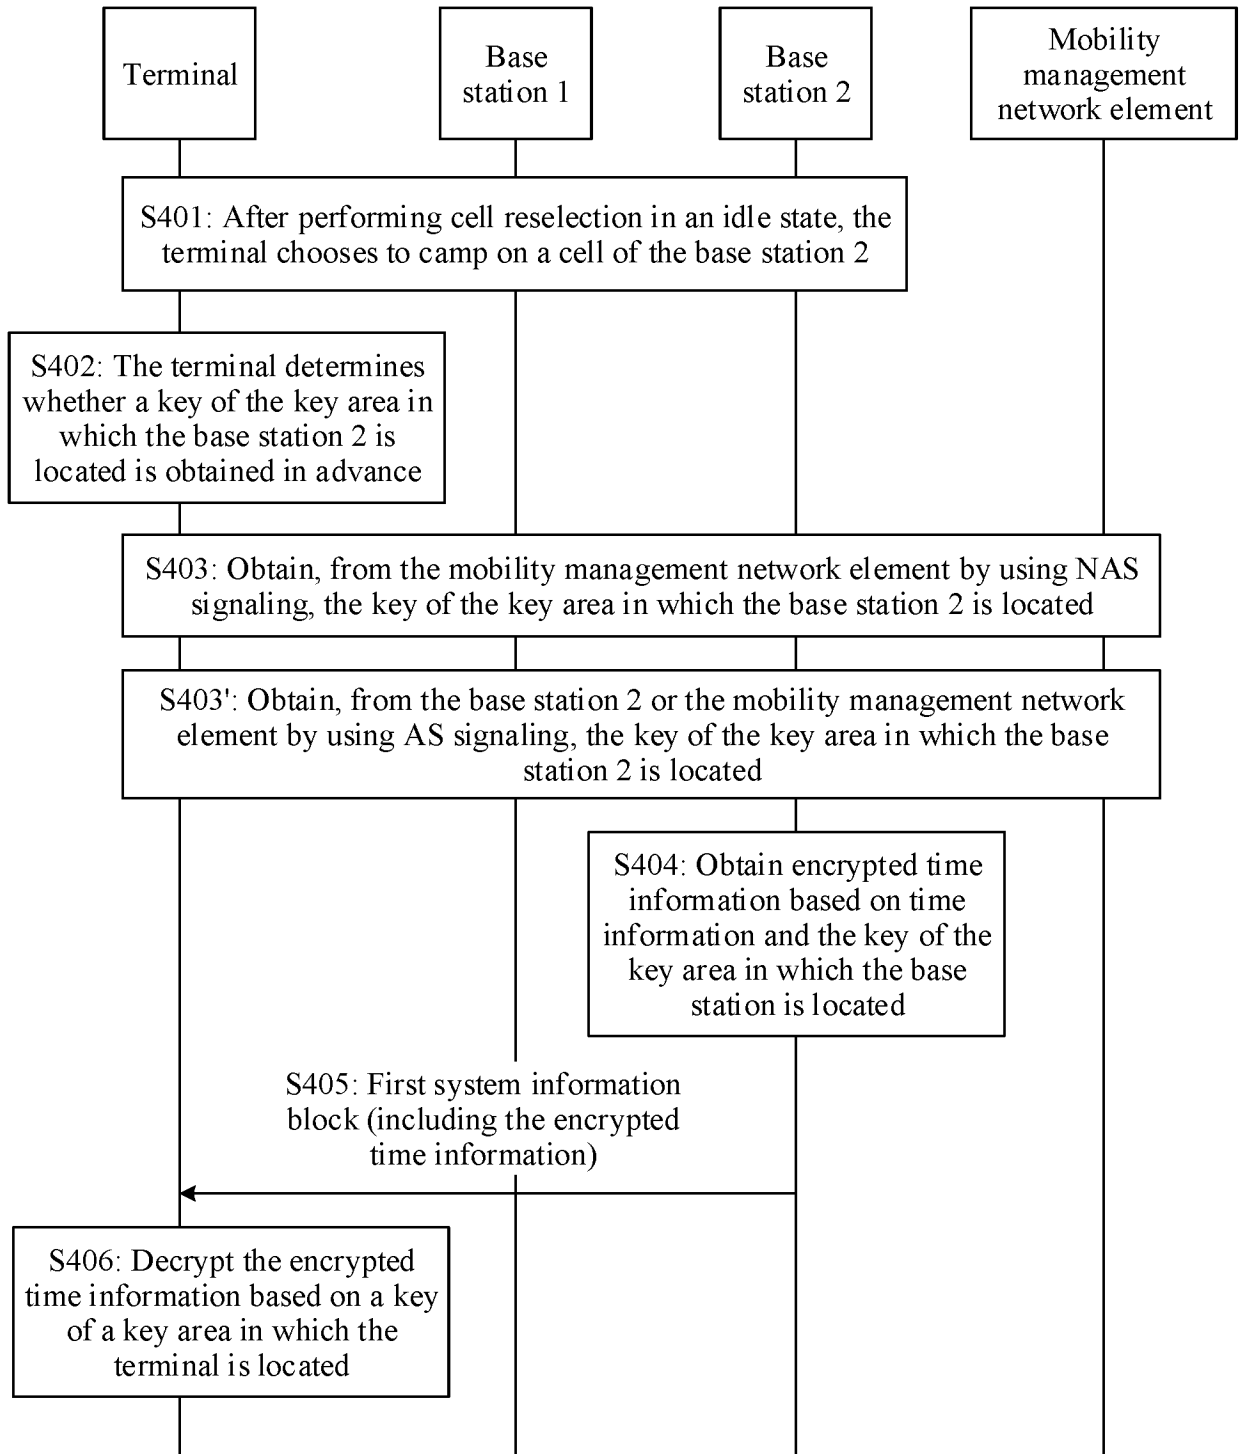 Terminal
Base
station 1
Base
station 2
Mobility
management
network element
S401: After performing cell reselection in an idle state, the
terminal chooses to camp on a cell of the base station 2
S402: The terminal determines
whether a key of the key area in
which the base station 2 is
located is obtained in advance
S403: Obtain, from the mobility management network element by using NAS
signaling, the key of the key area in which the base station 2 is located
S403': Obtain, from the base station 2 or the mobility management network
element by using AS signaling, the key of the key area in which the base
station 2 is located
S404: Obtain encrypted time
information based on time
information and the key of the
key area in which the base
station is located
S405: First system information
block (including the encrypted
time information)
S406: Decrypt the encrypted
time information based on a key
of a key area in which the
terminal is located